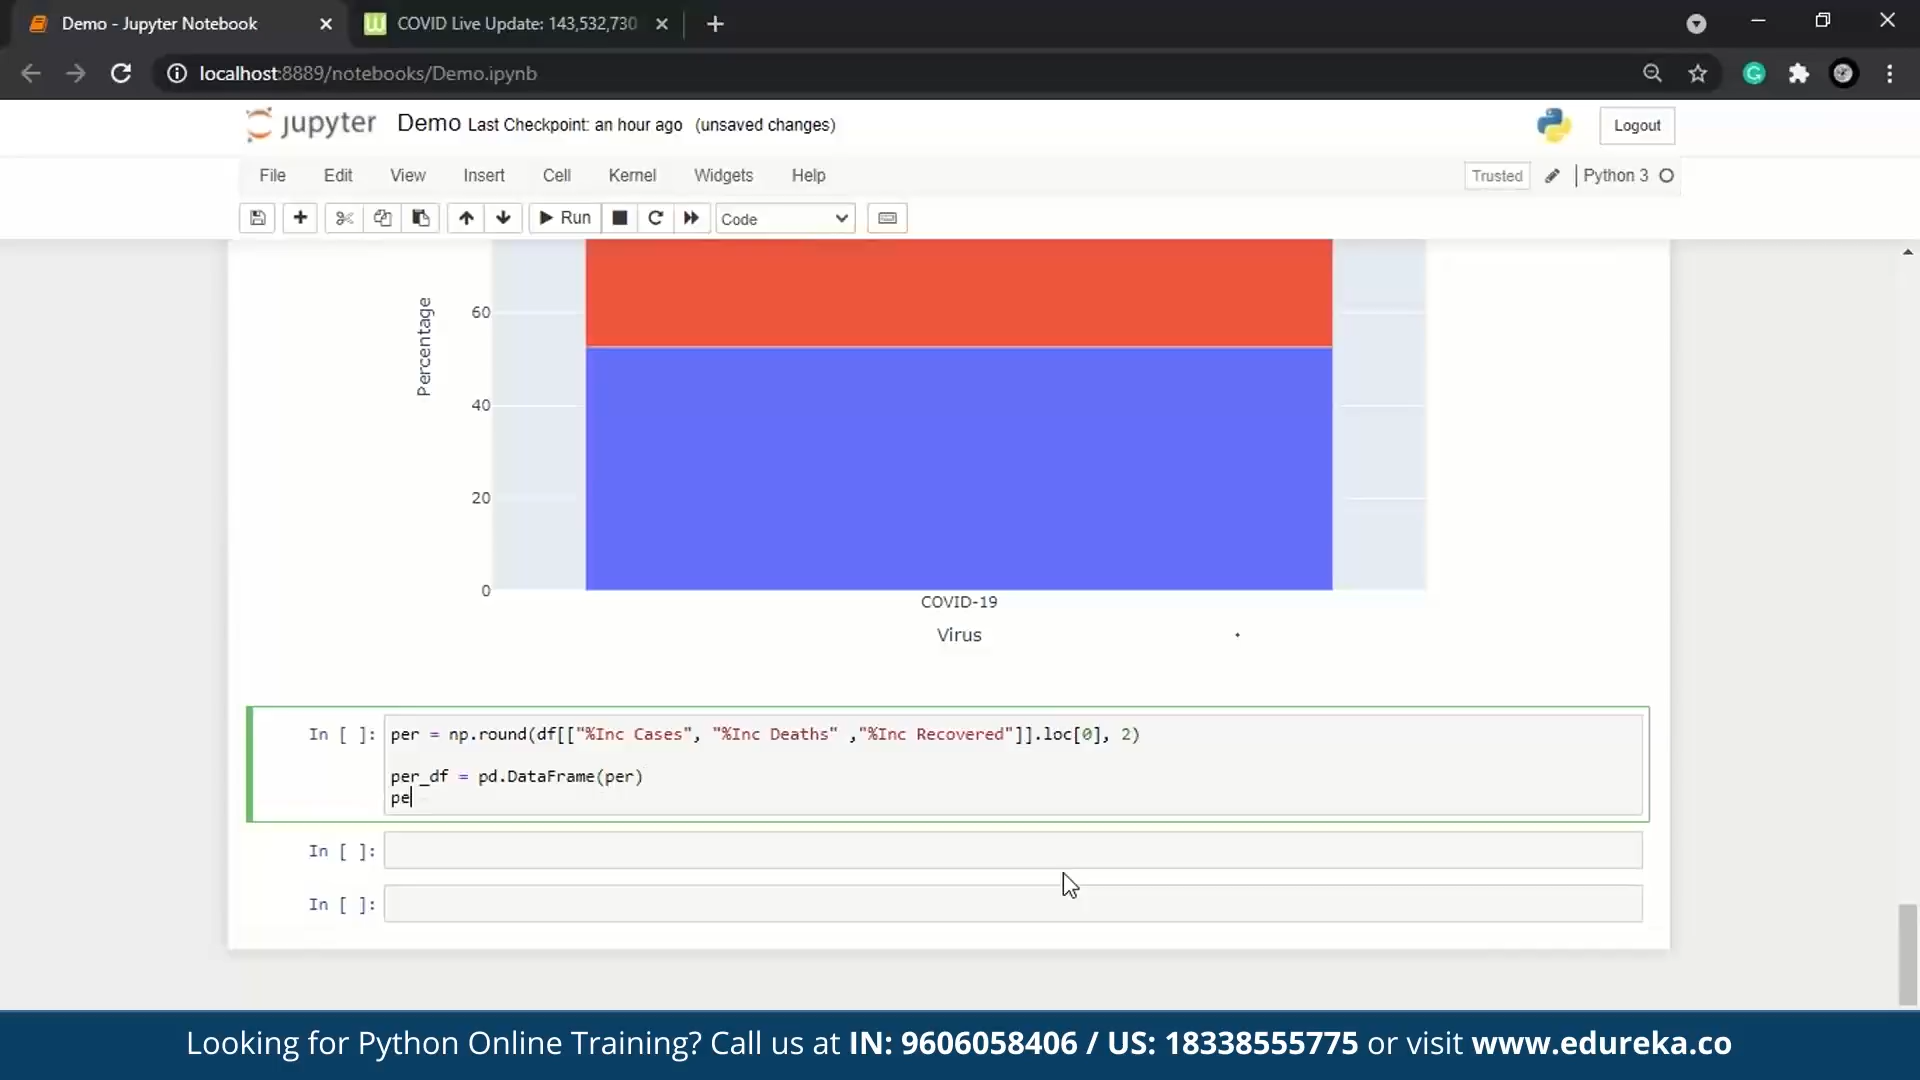 Demo - Jupyter Notebook
COVID Live Update: 143,532,730
localhost:8889/notebooks/Demo.ipynb
jupyter Demo Last Checkpoint: an hour ago (unsaved changes)
Logout
File Edit View Insert Cell Kernel Widgets Help
Trusted
Python 3
Run
Code
Percentage
60
40
20
0
COVID-19
Virus
In [ ]: per = np.round(df[["%Inc Cases", "%Inc Deaths" ,"%Inc Recovered"]].loc[0], 2)
per_df = pd.DataFrame(per)
pe
In [ ]:
In [ ]:
Looking for Python Online Training? Call us at IN: 9606058406 / US: 18338555775 or visit www.edureka.co